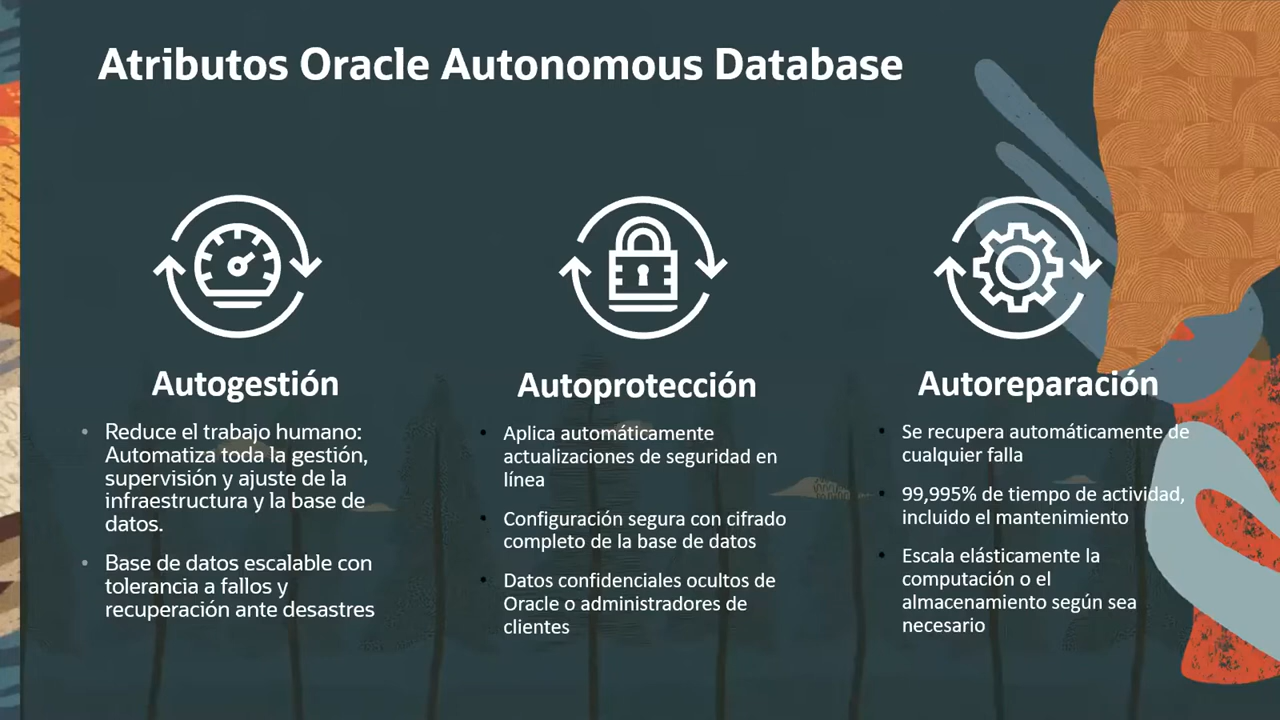 Atributos Oracle Autonomous Database
Autogestión
• Reduce el trabajo humano:
Automatiza toda la gestión,
supervisión y ajuste de la
infraestructura y la base de
datos.
• Base de datos escalable con
tolerancia a fallos y
recuperación ante desastres
Autoprotección
• Aplica automáticamente
actualizaciones de seguridad en
línea
• Configuración segura con cifrado
completo de la base de datos
• Datos confidenciales ocultos de
Oracle o administradores de
clientes
Autoreparación
• Se recupera automáticamente de
cualquier falla
• 99,995% de tiempo de actividad,
incluido el mantenimiento
• Escala elásticamente la
computación o el
almacenamiento según sea
necesario